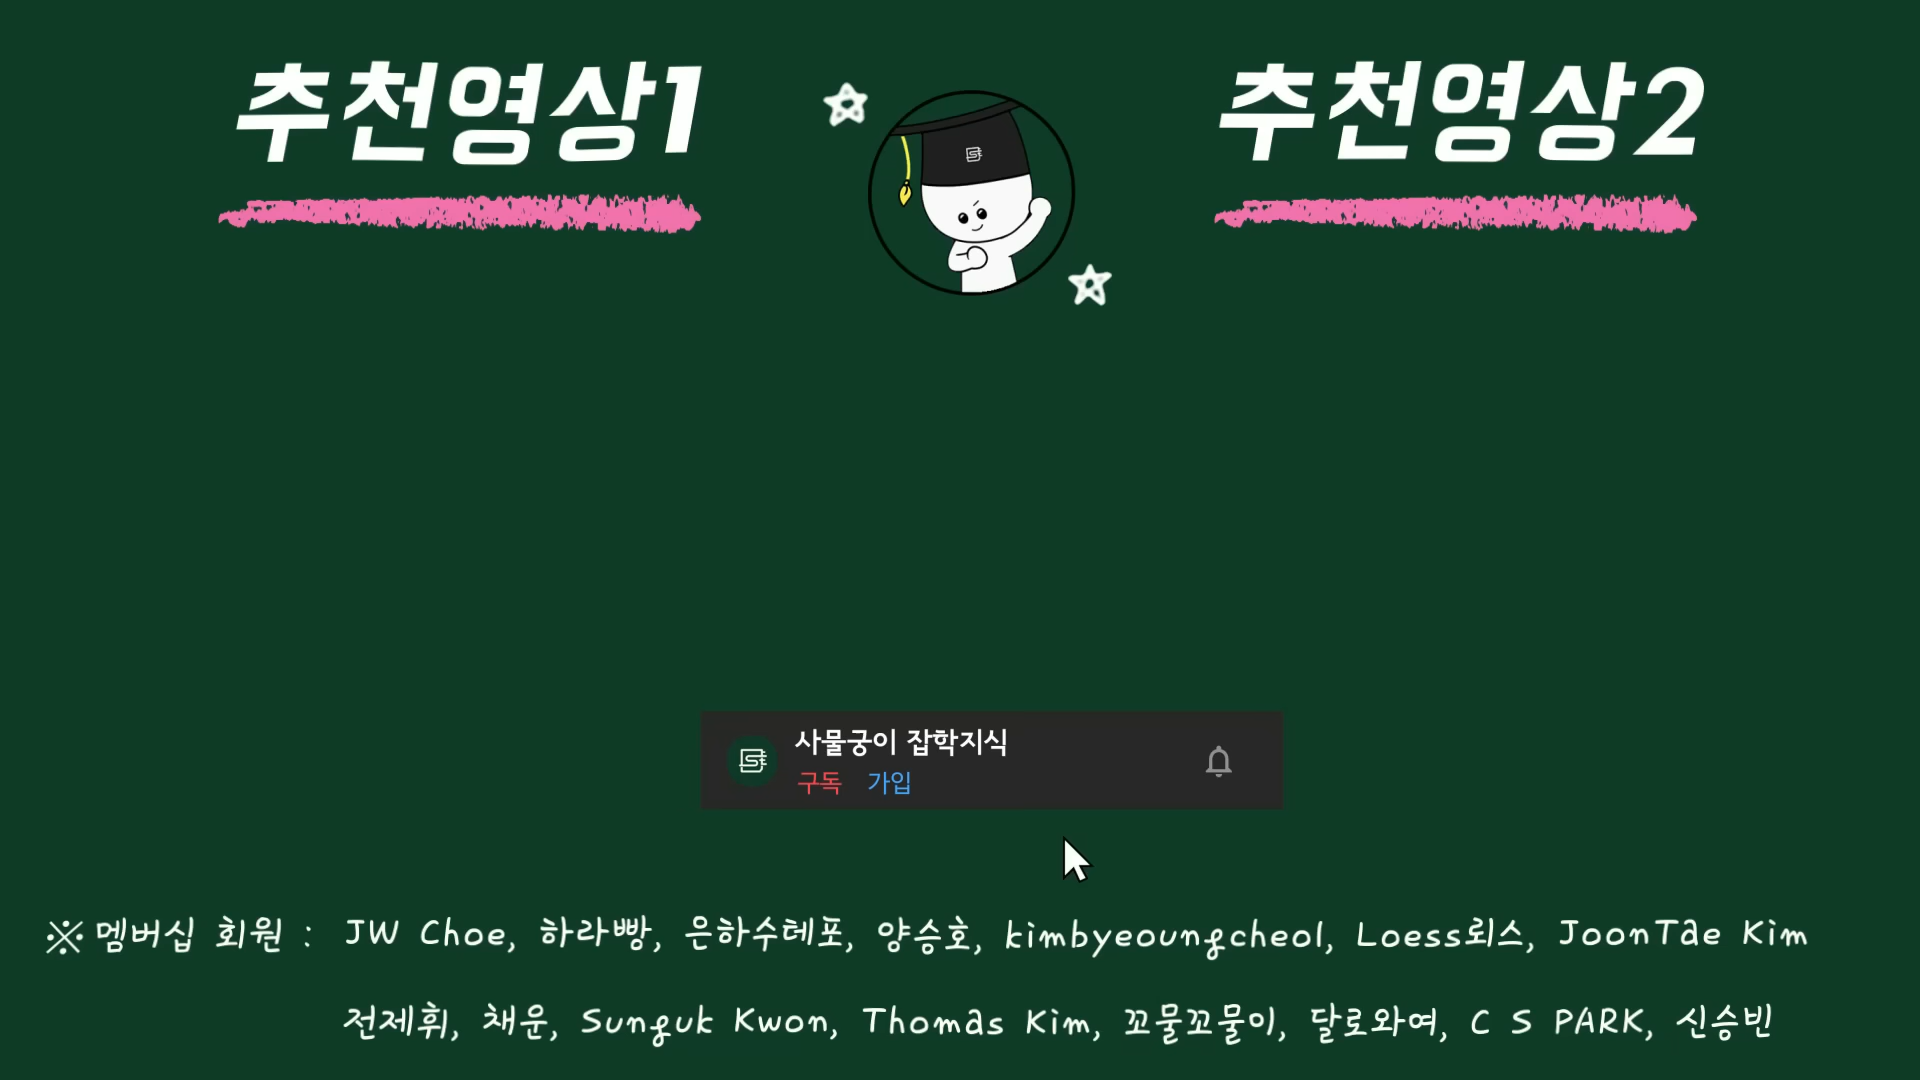 추천영상1
추천영상2
사물궁이 잡학지식
구독 가입
※ 멤버십 회원 : JW Choe, 하라빵, 은하수테포, 양승호, kimbyeoungcheol, Loess뢰스, JoonTae Kim
전제휘, 채운, Sunguk Kwon, Thomas Kim, 꼬물꼬물이, 달로와여, C S PARK, 신승빈